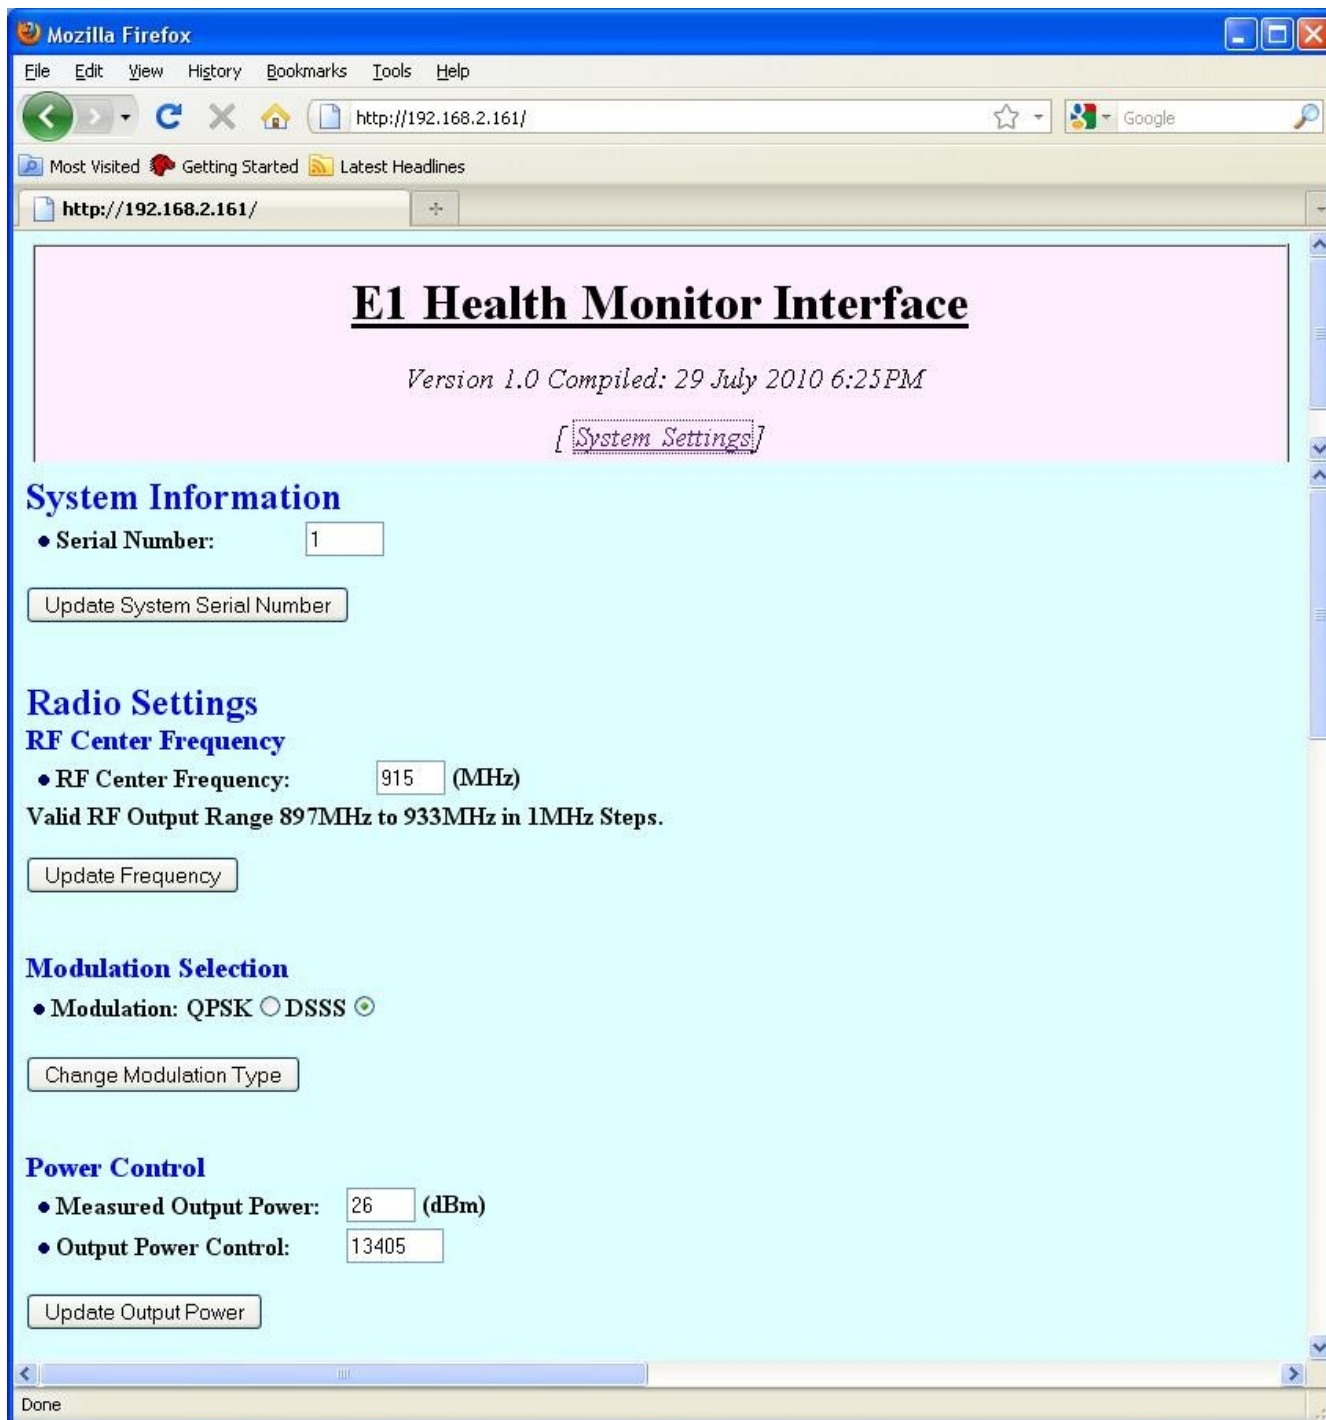 Mozilla Firefox
File Edit View History Bookmarks Tools Help
http://192.168.2.161/ Google
Most Visited Getting Started Latest Headlines
http://192.168.2.161/
E1 Health Monitor Interface
Version 1.0 Compiled: 29 July 2010 6:25PM
[ System Settings]
System Information
• Serial Number: 1
Update System Serial Number
Radio Settings
RF Center Frequency
• RF Center Frequency: 915 (MHz)
Valid RF Output Range 897MHz to 933MHz in 1MHz Steps.
Update Frequency
Modulation Selection
• Modulation: QPSK DSSS
Change Modulation Type
Power Control
• Measured Output Power: 26 (dBm)
• Output Power Control: 13405
Update Output Power
Done